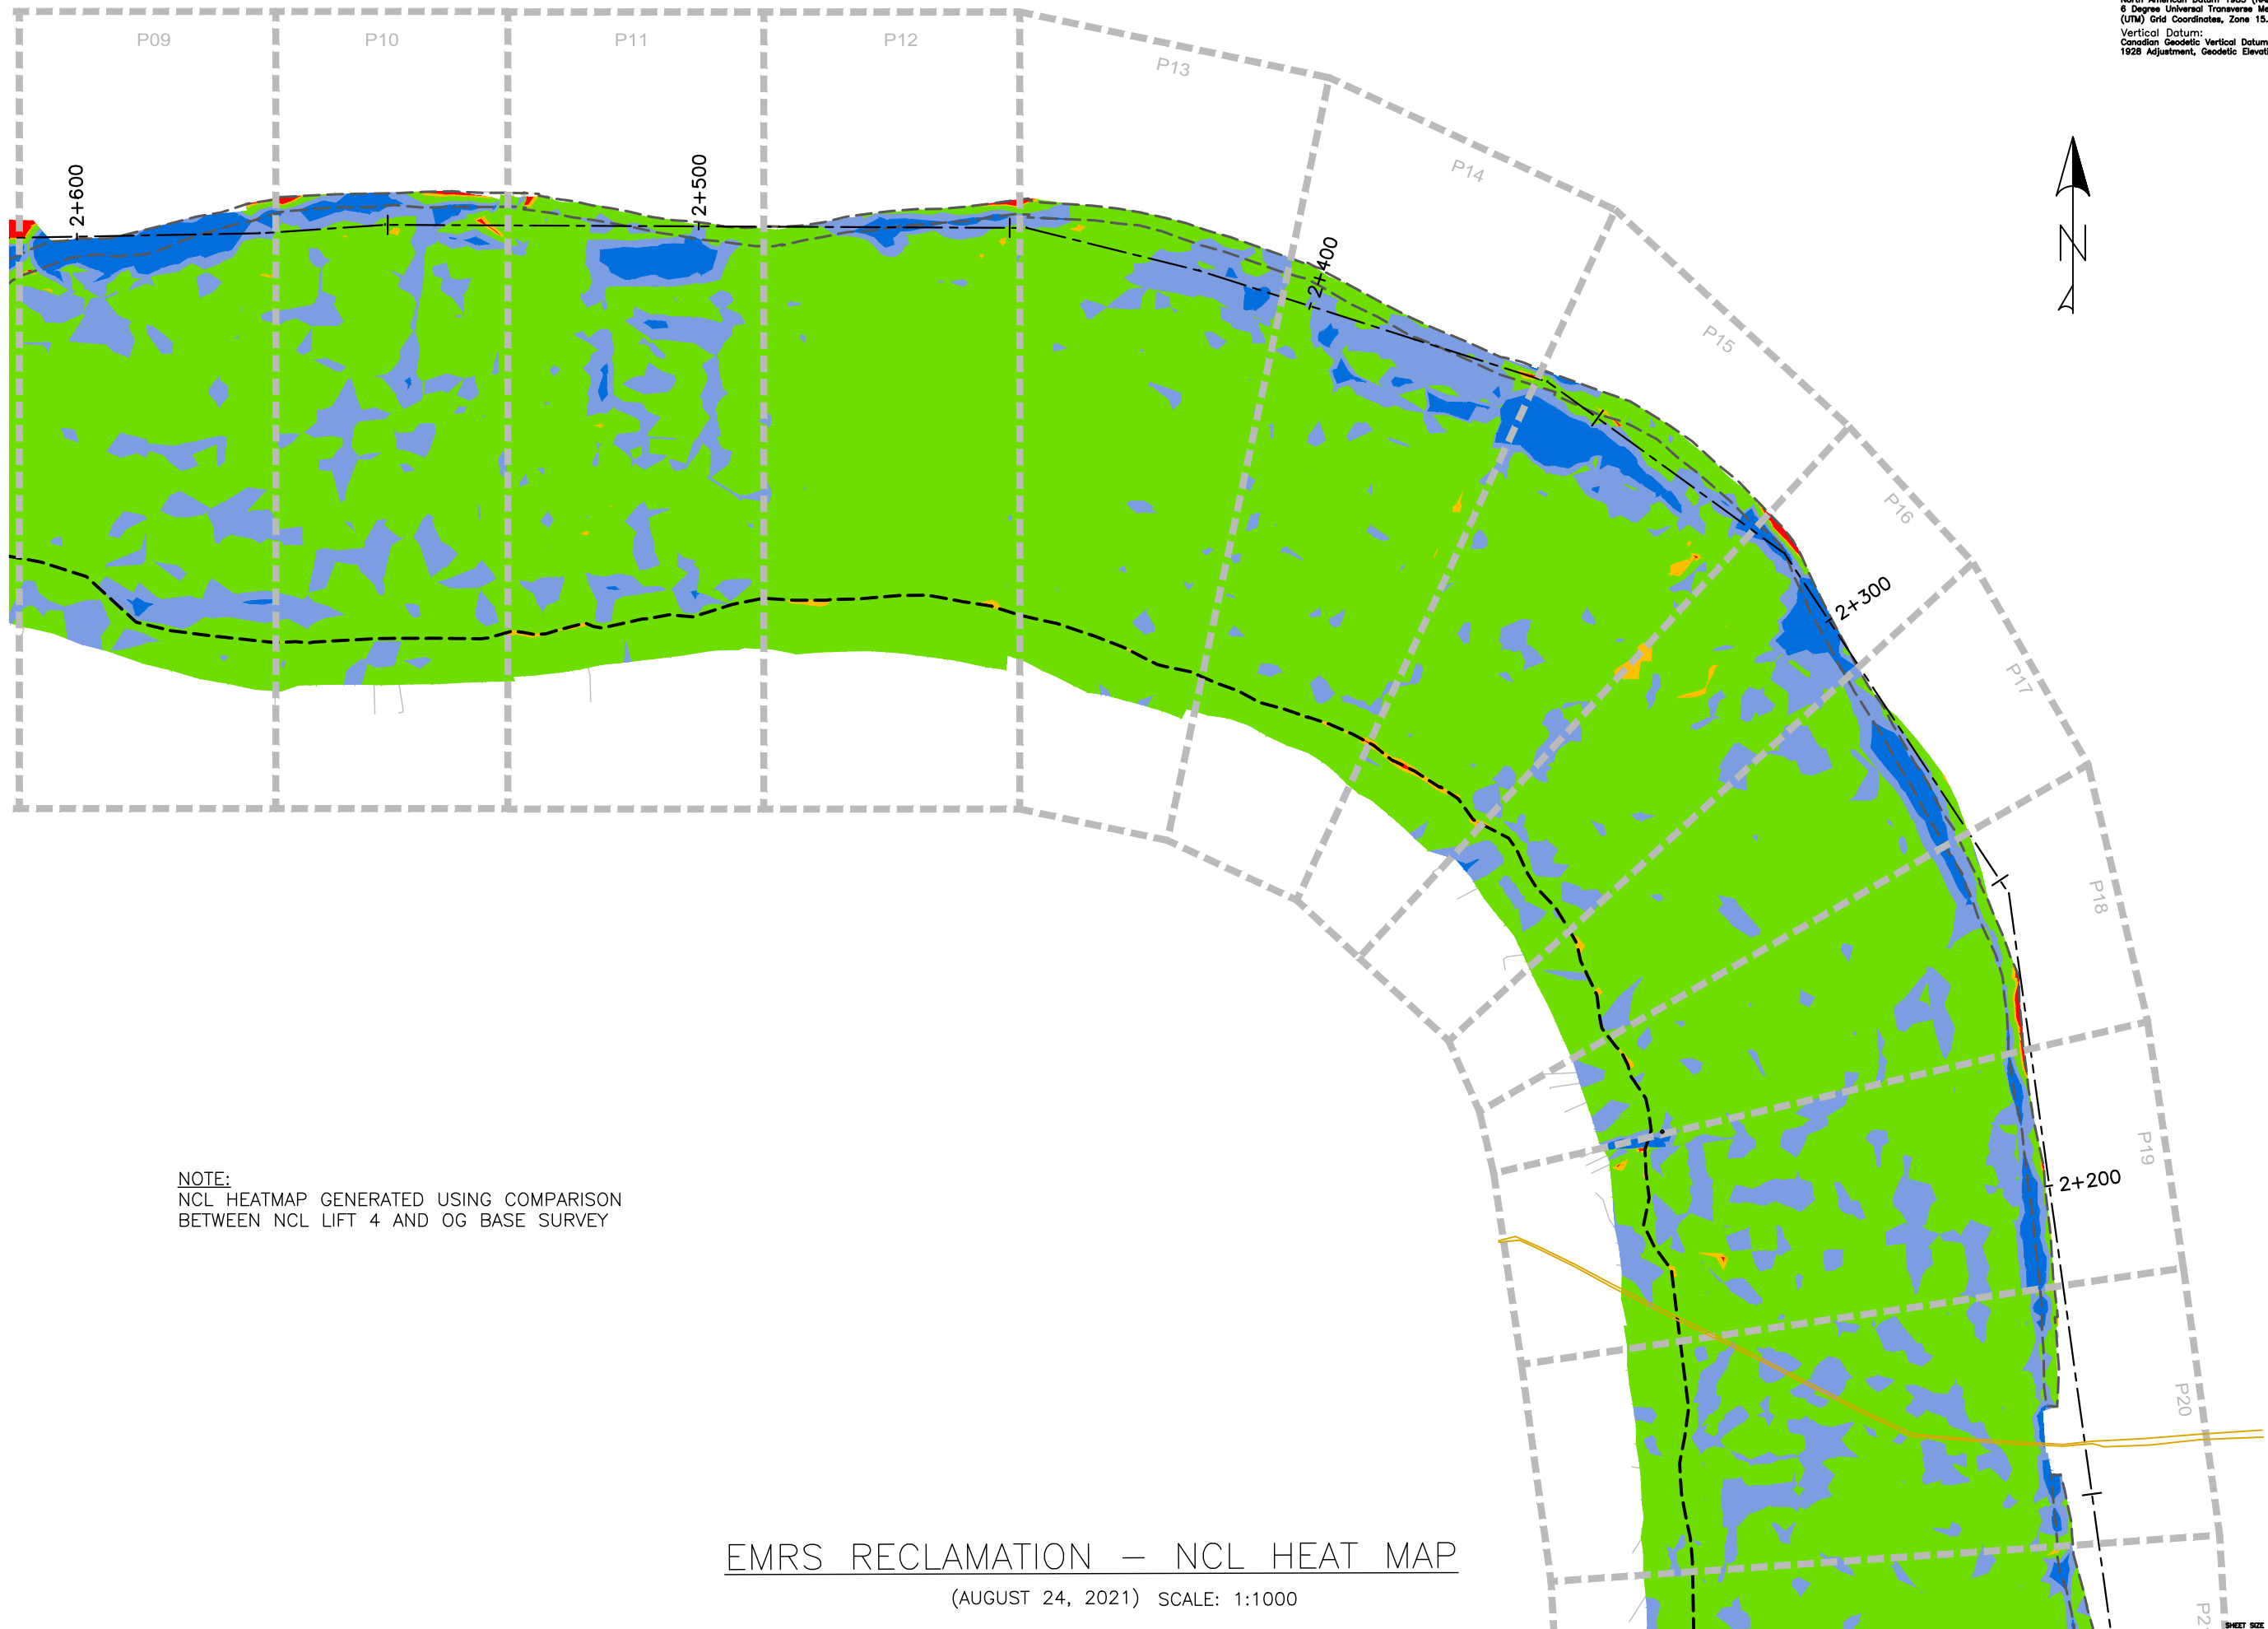 6 Degree Universal Transverse
(UTM) Grid Coordinates, Zone 15.
Vertical Datum:
Canadian Geodetic Vertical Datum
1928 Adjustment, Geodetic
P09
P10
P11
P12
P13
P14
P15
P16
P17
P18
P19
P20
2+600
2+500
2+400
2+300
2+200
N
NOTE:
NCL HEATMAP GENERATED USING COMPARISON
BETWEEN NCL LIFT 4 AND OG BASE SURVEY
EMRS RECLAMATION – NCL HEAT MAP
(AUGUST 24, 2021) SCALE: 1:1000
SHEET SIZE